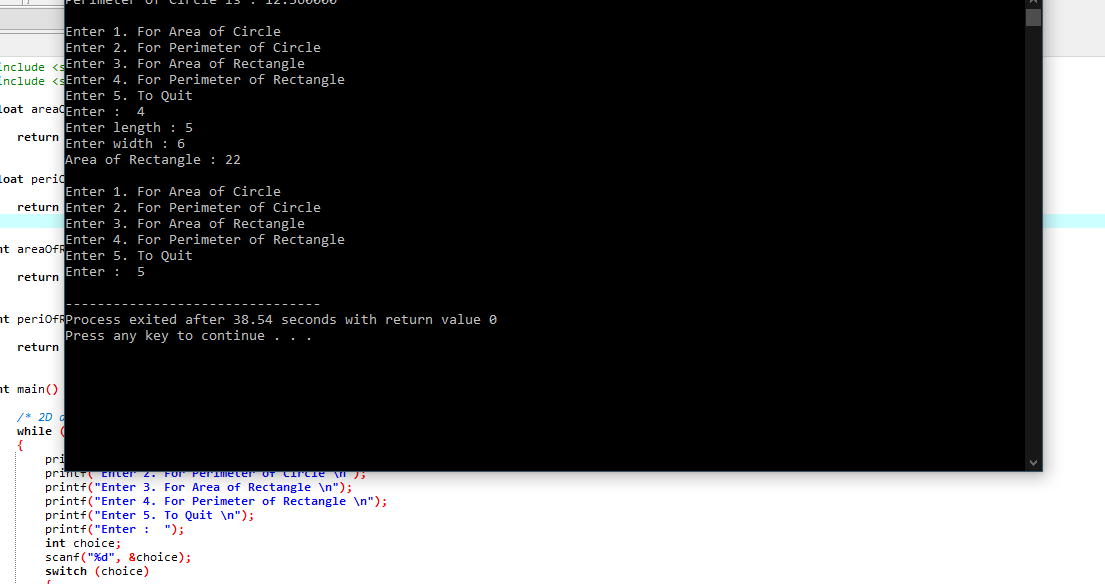 Perimeter of Circle is : 12.560000
Enter 1. For Area of Circle
Enter 2. For Perimeter of Circle
Enter 3. For Area of Rectangle
Enter 4. For Perimeter of Rectangle
Enter 5. To Quit
Enter :  4
Enter length : 5
Enter width : 6
Area of Rectangle : 22
Enter 1. For Area of Circle
Enter 2. For Perimeter of Circle
Enter 3. For Area of Rectangle
Enter 4. For Perimeter of Rectangle
Enter 5. To Quit
Enter :  5
--------------------------------
Process exited after 38.54 seconds with return value 0
Press any key to continue . . .
include <s
include <s
loat area
return
loat peri
return
nt areaOf
return
nt periOf
return
nt main()
/* 2D
while (
{
pri
printf("Enter 2. For Perimeter of Circle \n");
printf("Enter 3. For Area of Rectangle \n");
printf("Enter 4. For Perimeter of Rectangle \n");
printf("Enter 5. To Quit \n");
printf("Enter :  ");
int choice;
scanf("%d", &choice);
switch (choice)